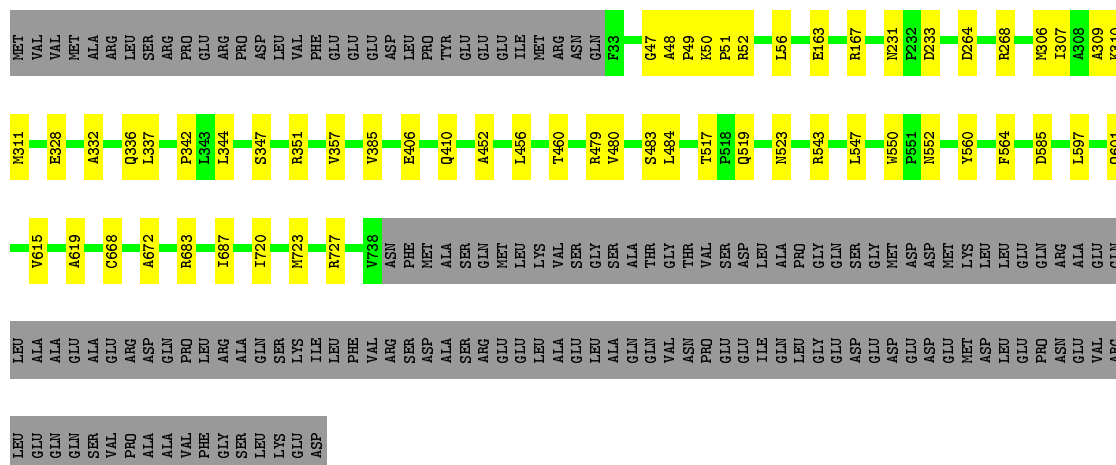 MET VAL VAL MET ALA ARG LEU SER ARG PRO GLU ARG PRO ASP LEU VAL PHE GLU GLU GLU ASP LEU PRO TYR GLU GLU GLU ILE MET ARG ASN GLN F33 G47 A48 P49 K50 P51 R52 L56 E163 R167 N231 P232 D233 D264 R268 M306 I307 A308 A309 K310
M311 E328 A332 Q336 L337 P342 L343 L344 S347 R351 V357 V385 E406 Q410 A452 L456 T460 R479 V480 S483 L484 T517 P518 Q519 N523 R543 L547 W550 P551 N552 Y560 F564 D585 L597 Q601
V615 A619 C668 A672 R683 I687 I720 M723 R727 V738 ASN PHE MET ALA SER GLN MET LEU LYS VAL SER GLY SER ALA THR GLY THR VAL SER ASP ILE LEU ALA PRO GLY GLN SER GLY MET ASP ASP MET LYS LEU LEU GLU GLN ARG ALA GLU GLN
LEU ALA ALA GLU ALA GLU ARG ASP GLN PRO LEU ARG ALA GLN SER LYS ILE LEU PHE VAL ARG SER ASP ALA SER ARG GLU GLU LEU ALA GLU LEU ALA GLN GLN VAL ASN PRO GLU GLU ILE GLN LEU GLY GLU ASP GLU ASP GLU ASP GLU MET ASP LEU GLU PRO ASN GLU VAL ARG
LEU GLU GLN GLN SER VAL PRO ALA ALA VAL PHE GLY SER LEU LYS GLU ASP